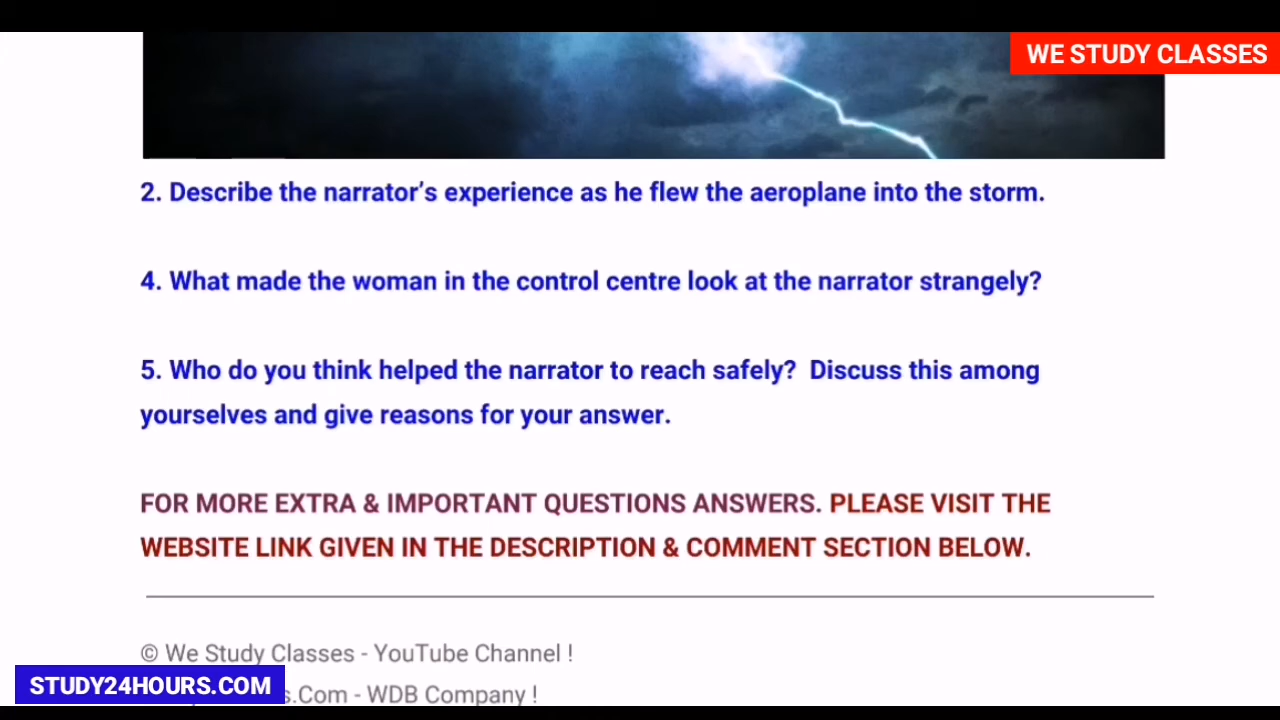 WE STUDY CLASSES
2. Describe the narrator's experience as he flew the aeroplane into the storm.
4. What made the woman in the control centre look at the narrator strangely?
5. Who do you think helped the narrator to reach safely? Discuss this among
yourselves and give reasons for your answer.
FOR MORE EXTRA & IMPORTANT QUESTIONS ANSWERS. PLEASE VISIT THE
WEBSITE LINK GIVEN IN THE DESCRIPTION & COMMENT SECTION BELOW.
© We Study Classes - YouTube Channel !
STUDY24HOURS.COM
s.Com - WDB Company !